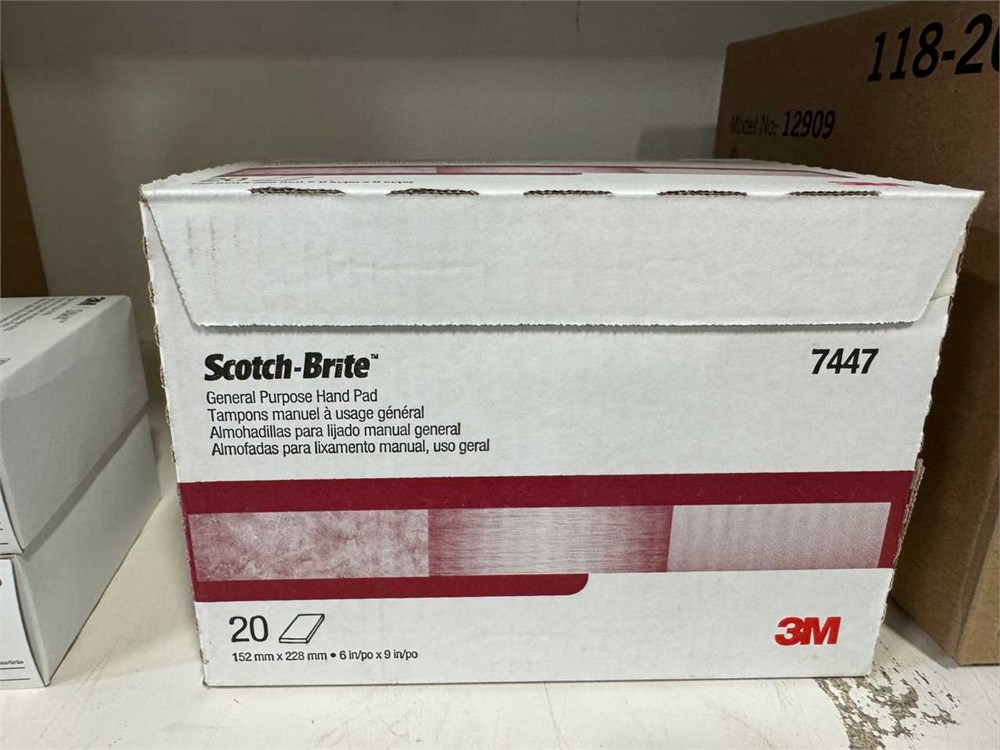 118-2
Model No: 12909
Scotch-Brite™
7447
General Purpose Hand Pad
Tampons manuel à usage général
Almohadillas para lijado manual general
Almofadas para lixamento manual, uso geral
20
152 mm x 228 mm • 6 in/po x 9 in/po
3M
3M